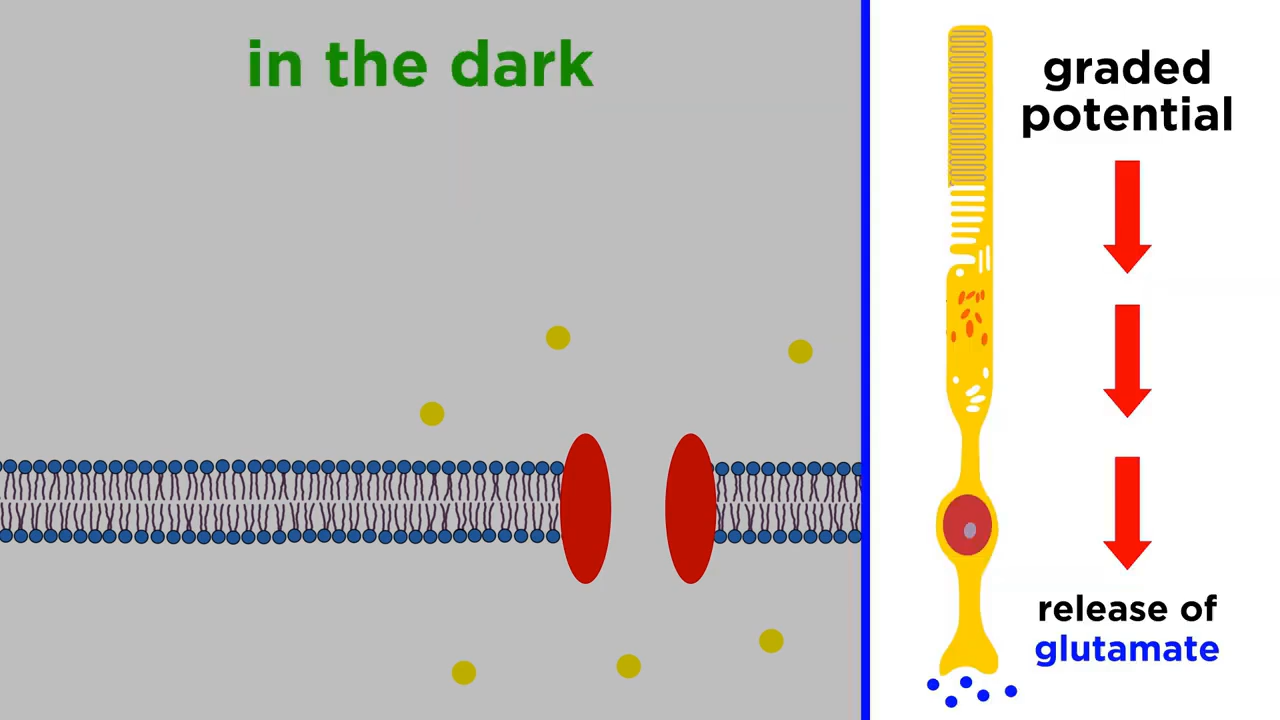 in the dark
graded
potential
release of
glutamate